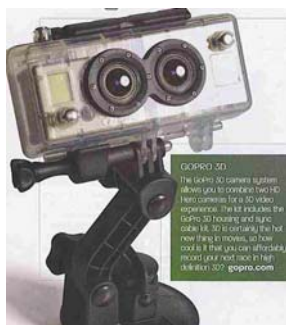 GOPRO 3D
The GoPro 3D camera system
allows you to combine two HD
Hero cameras for a 3D video
experience. The kit includes the
GoPro 3D housing and sync
cable kit. 3D is certainly the hot
new thing in movies, so how
cool is it that you can affordably
record your next race in high
definition 3D? gopro.com